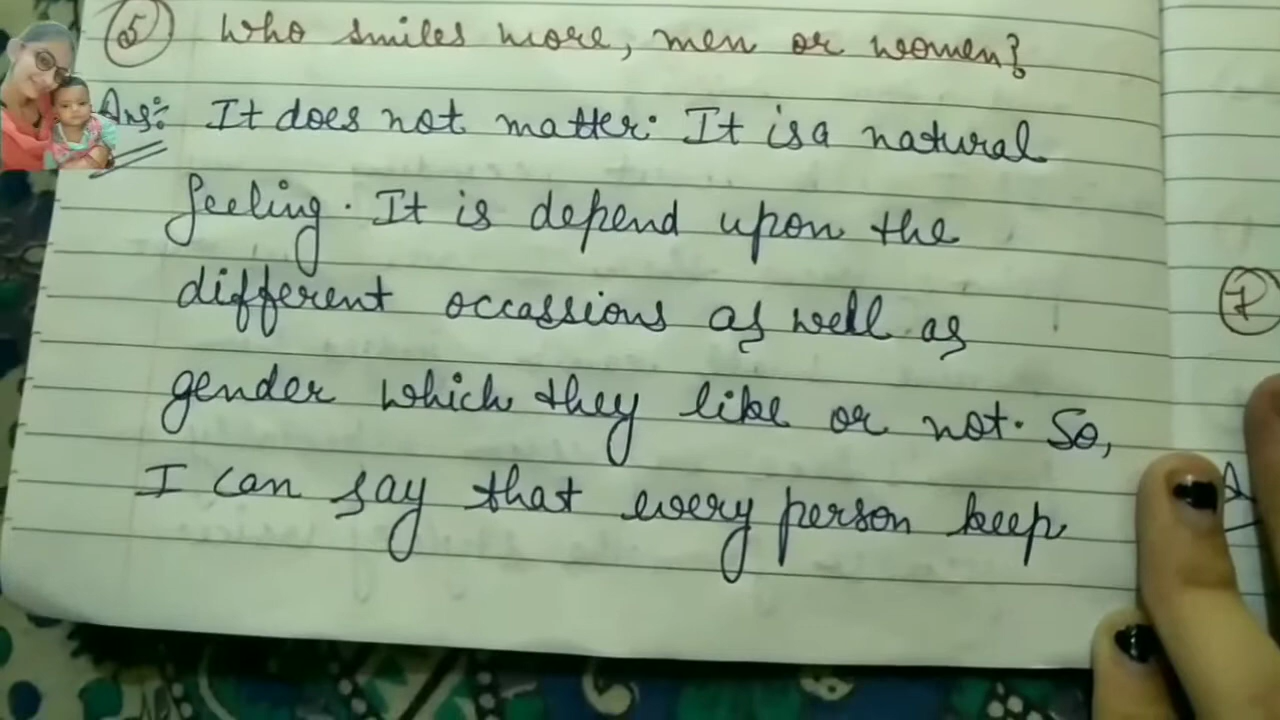 5 Who smiles more, men or women?
Ans:- It does not matter. It is a natural
feeling. It is depend upon the
different occassions as well as
gender which they like or not. So,
I can say that every person keep
7
A